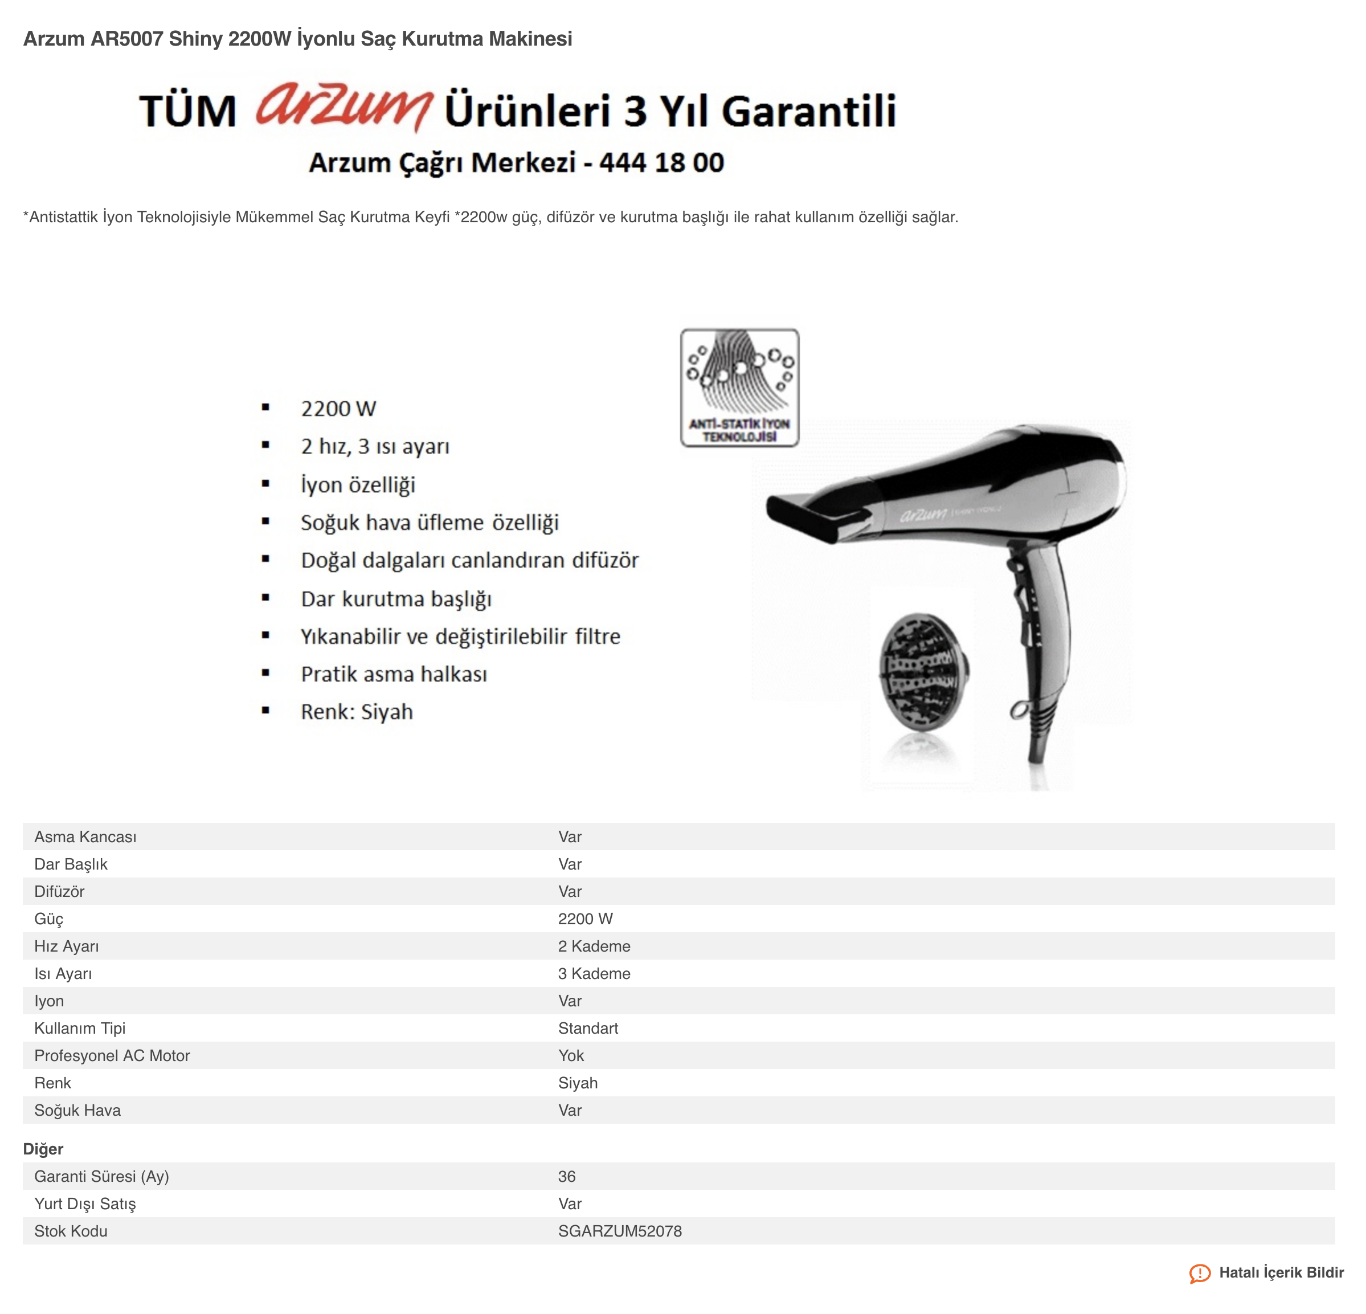 Arzum AR5007 Shiny 2200W İyonlu Saç Kurutma Makinesi
TÜM arzum Ürünleri 3 Yıl Garantili
Arzum Çağrı Merkezi - 444 18 00
*Antistattik İyon Teknolojisiyle Mükemmel Saç Kurutma Keyfi *2200w güç, difüzör ve kurutma başlığı ile rahat kullanım özelliği sağlar.
ANTİ-STATİK İYON
TEKNOLOJİSİ
▪ 2200 W
▪ 2 hız, 3 ısı ayarı
▪ İyon özelliği
▪ Soğuk hava üfleme özelliği
▪ Doğal dalgaları canlandıran difüzör
▪ Dar kurutma başlığı
▪ Yıkanabilir ve değiştirilebilir filtre
▪ Pratik asma halkası
▪ Renk: Siyah
arzum
Asma Kancası Var
Dar Başlık Var
Difüzör Var
Güç 2200 W
Hız Ayarı 2 Kademe
Isı Ayarı 3 Kademe
Iyon Var
Kullanım Tipi Standart
Profesyonel AC Motor Yok
Renk Siyah
Soğuk Hava Var
Diğer
Garanti Süresi (Ay) 36
Yurt Dışı Satış Var
Stok Kodu SGARZUM52078
Hatalı İçerik Bildir